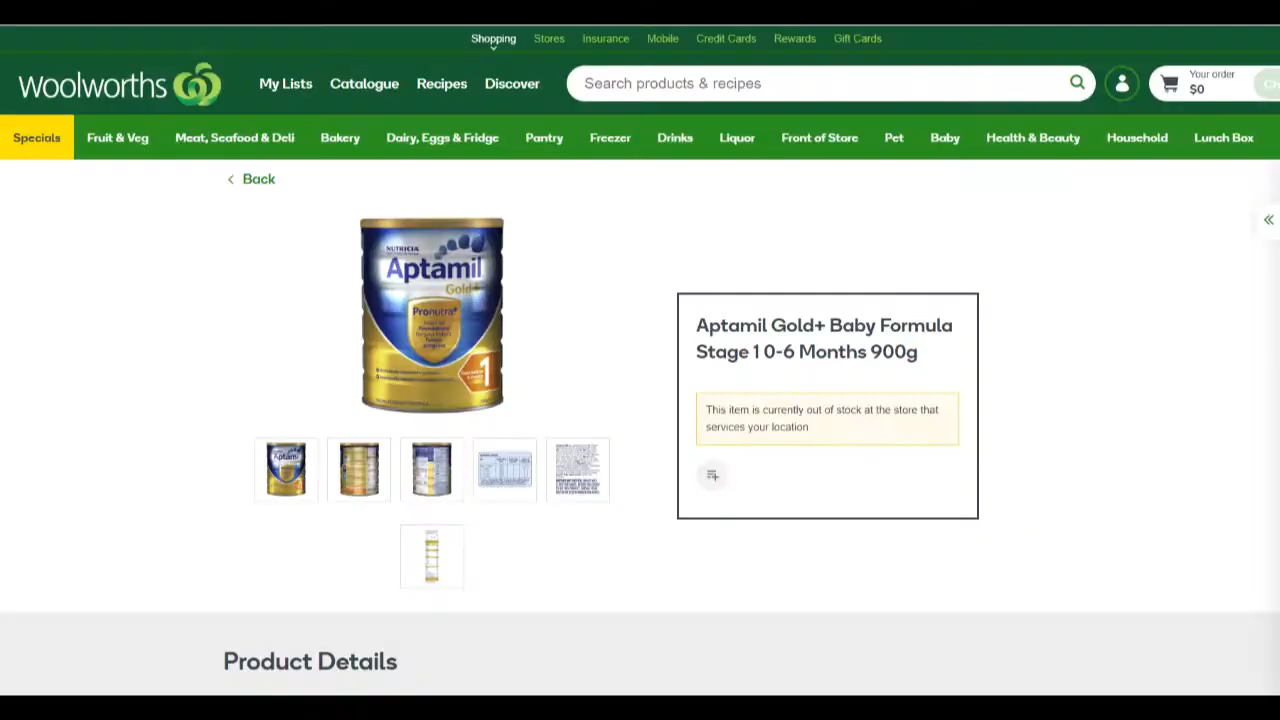 Shopping Stores Insurance Mobile Credit Cards Rewards Gift Cards
Woolworths My Lists Catalogue Recipes Discover Search products & recipes Your order
$0
Specials Fruit & Veg Meat, Seafood & Deli Bakery Dairy, Eggs & Fridge Pantry Freezer Drinks Liquor Front of Store Pet Baby Health & Beauty Household Lunch Box
Back
NUTRICIA
Aptamil
Gold+
Pronutra+
1
Aptamil Gold+ Baby Formula
Stage 1 0-6 Months 900g
This item is currently out of stock at the store that
services your location
Product Details